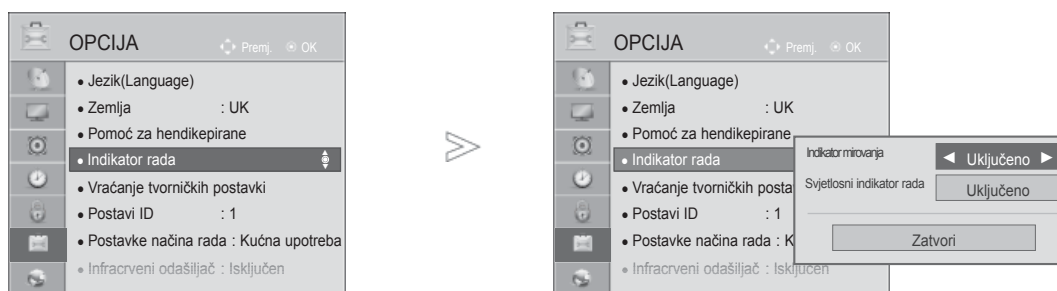 OPCIJA Premj. OK
• Jezik(Language)
• Zemlja : UK
• Pomoć za hendikepirane
• Indikator rada
• Vraćanje tvorničkih postavki
• Postavi ID : 1
• Postavke načina rada : Kućna upotreba
• Infracrveni odašiljač : Isključen
OPCIJA Premj. OK
• Jezik(Language)
• Zemlja : UK
• Pomoć za hendikepirane
• Indikator rada
• Vraćanje tvorničkih posta
• Postavi ID : 1
• Postavke načina rada : K
• Infracrveni odašiljač : Isključen
Indikator mirovanja ◄ Uključeno ►
Svjetlosni indikator rada Uključeno
Zatvori